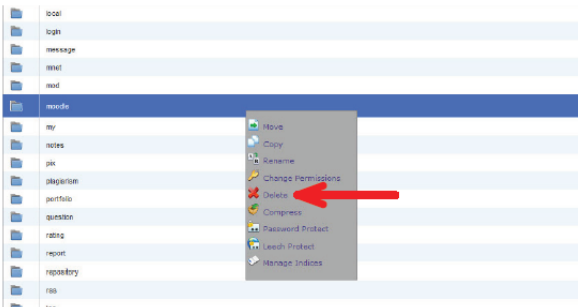 local
login
message
mnet
mod
moodle
my
notes
pix
plagiarism
portfolio
question
rating
report
repository
rss
Move
Copy
Rename
Change Permissions
Delete
Compress
Password Protect
Leech Protect
Manage Indices